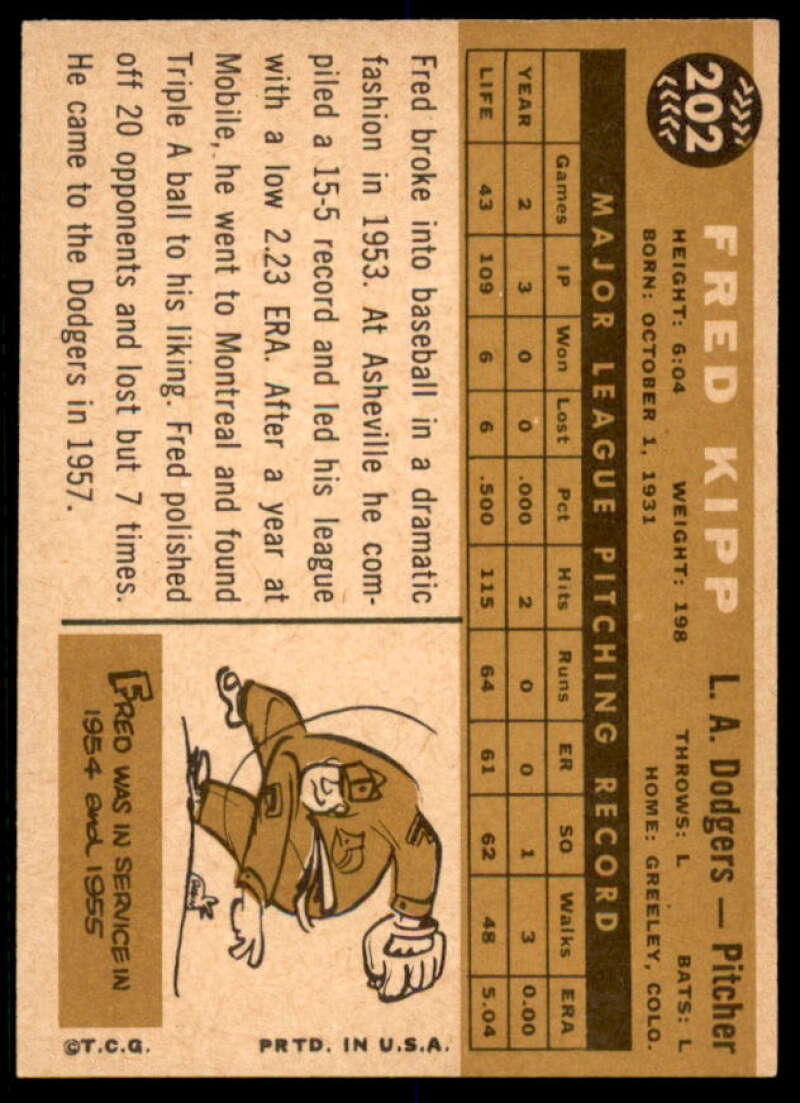 202
FRED KIPP L. A. Dodgers — Pitcher
HEIGHT: 6:04 WEIGHT: 198 THROWS: L BATS: L
BORN: OCTOBER 1, 1931 HOME: GREELEY, COLO.
MAJOR LEAGUE PITCHING RECORD
Games IP Won Lost Pct Hits Runs ER SO Walks ERA
YEAR 2 3 0 0 .000 2 0 0 1 3 0.00
LIFE 43 109 6 6 .500 115 64 61 62 48 5.04
Fred broke into baseball in a dramatic
fashion in 1953. At Asheville he com-
piled a 15-5 record and led his league
with a low 2.23 ERA. After a year at
Mobile, he went to Montreal and found
Triple A ball to his liking. Fred polished
off 20 opponents and lost but 7 times.
He came to the Dodgers in 1957.
FRED WAS IN SERVICE IN
1954 and 1955
©T.C.G. PRTD. IN U.S.A.